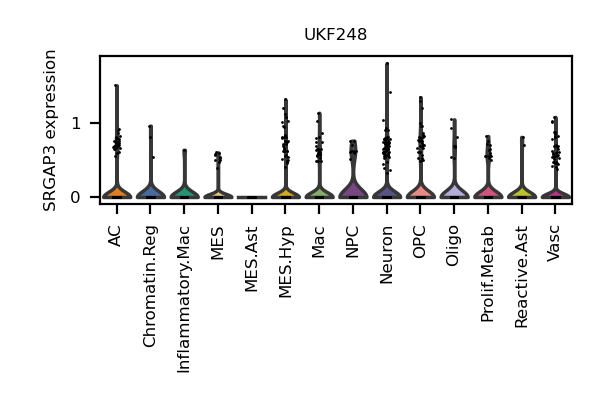 UKF248
SRGAP3 expression
1
0
AC
Chromatin.Reg
Inflammatory.Mac
MES
MES.Ast
MES.Hyp
Mac
NPC
Neuron
OPC
Oligo
Prolif.Metab
Reactive.Ast
Vasc